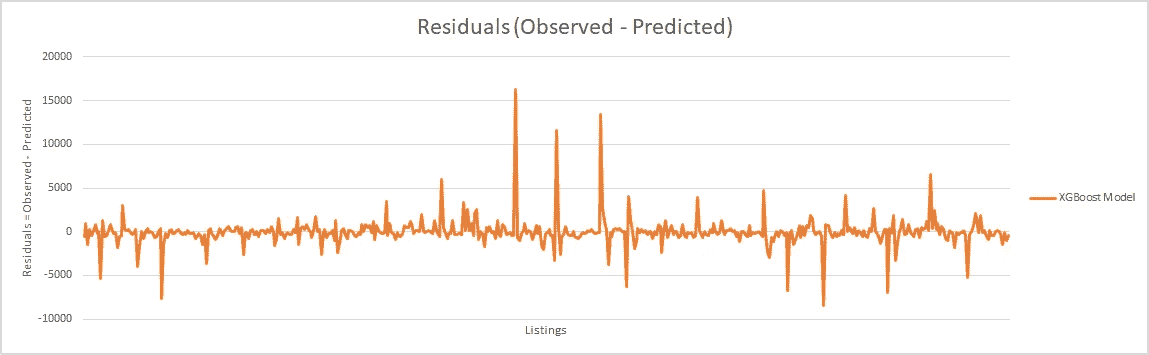 Residuals (Observed - Predicted)
20000
15000
10000
5000
0
-5000
-10000
Residuals = Observed - Predicted
Listings
XGBoost Model